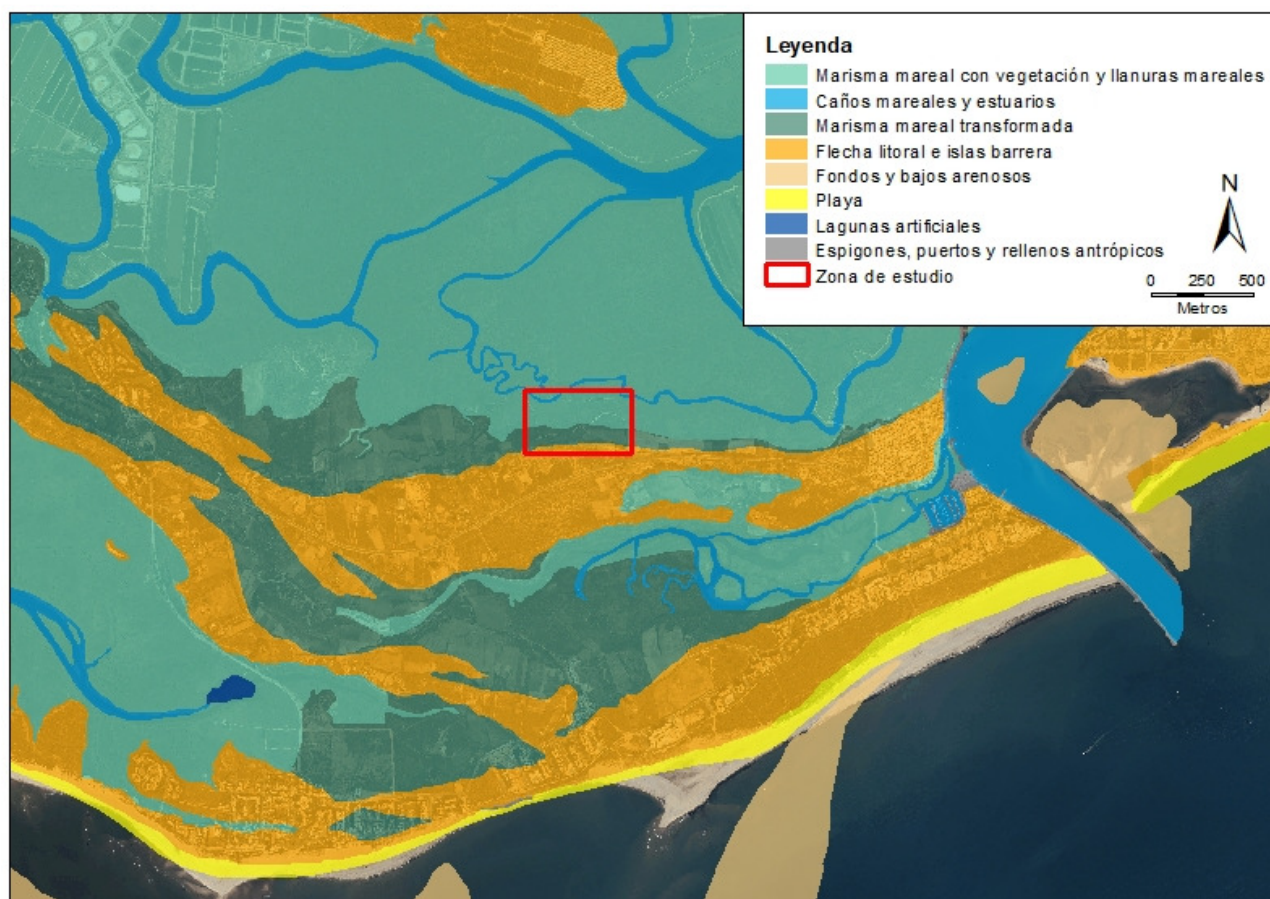 Leyenda
Marisma mareal con vegetación y llanuras mareales
Caños mareales y estuarios
Marisma mareal transformada
Flecha litoral e islas barrera
Fondos y bajos arenosos
Playa
Lagunas artificiales
Espigones, puertos y rellenos antrópicos
Zona de estudio
N
0 250 500
Metros